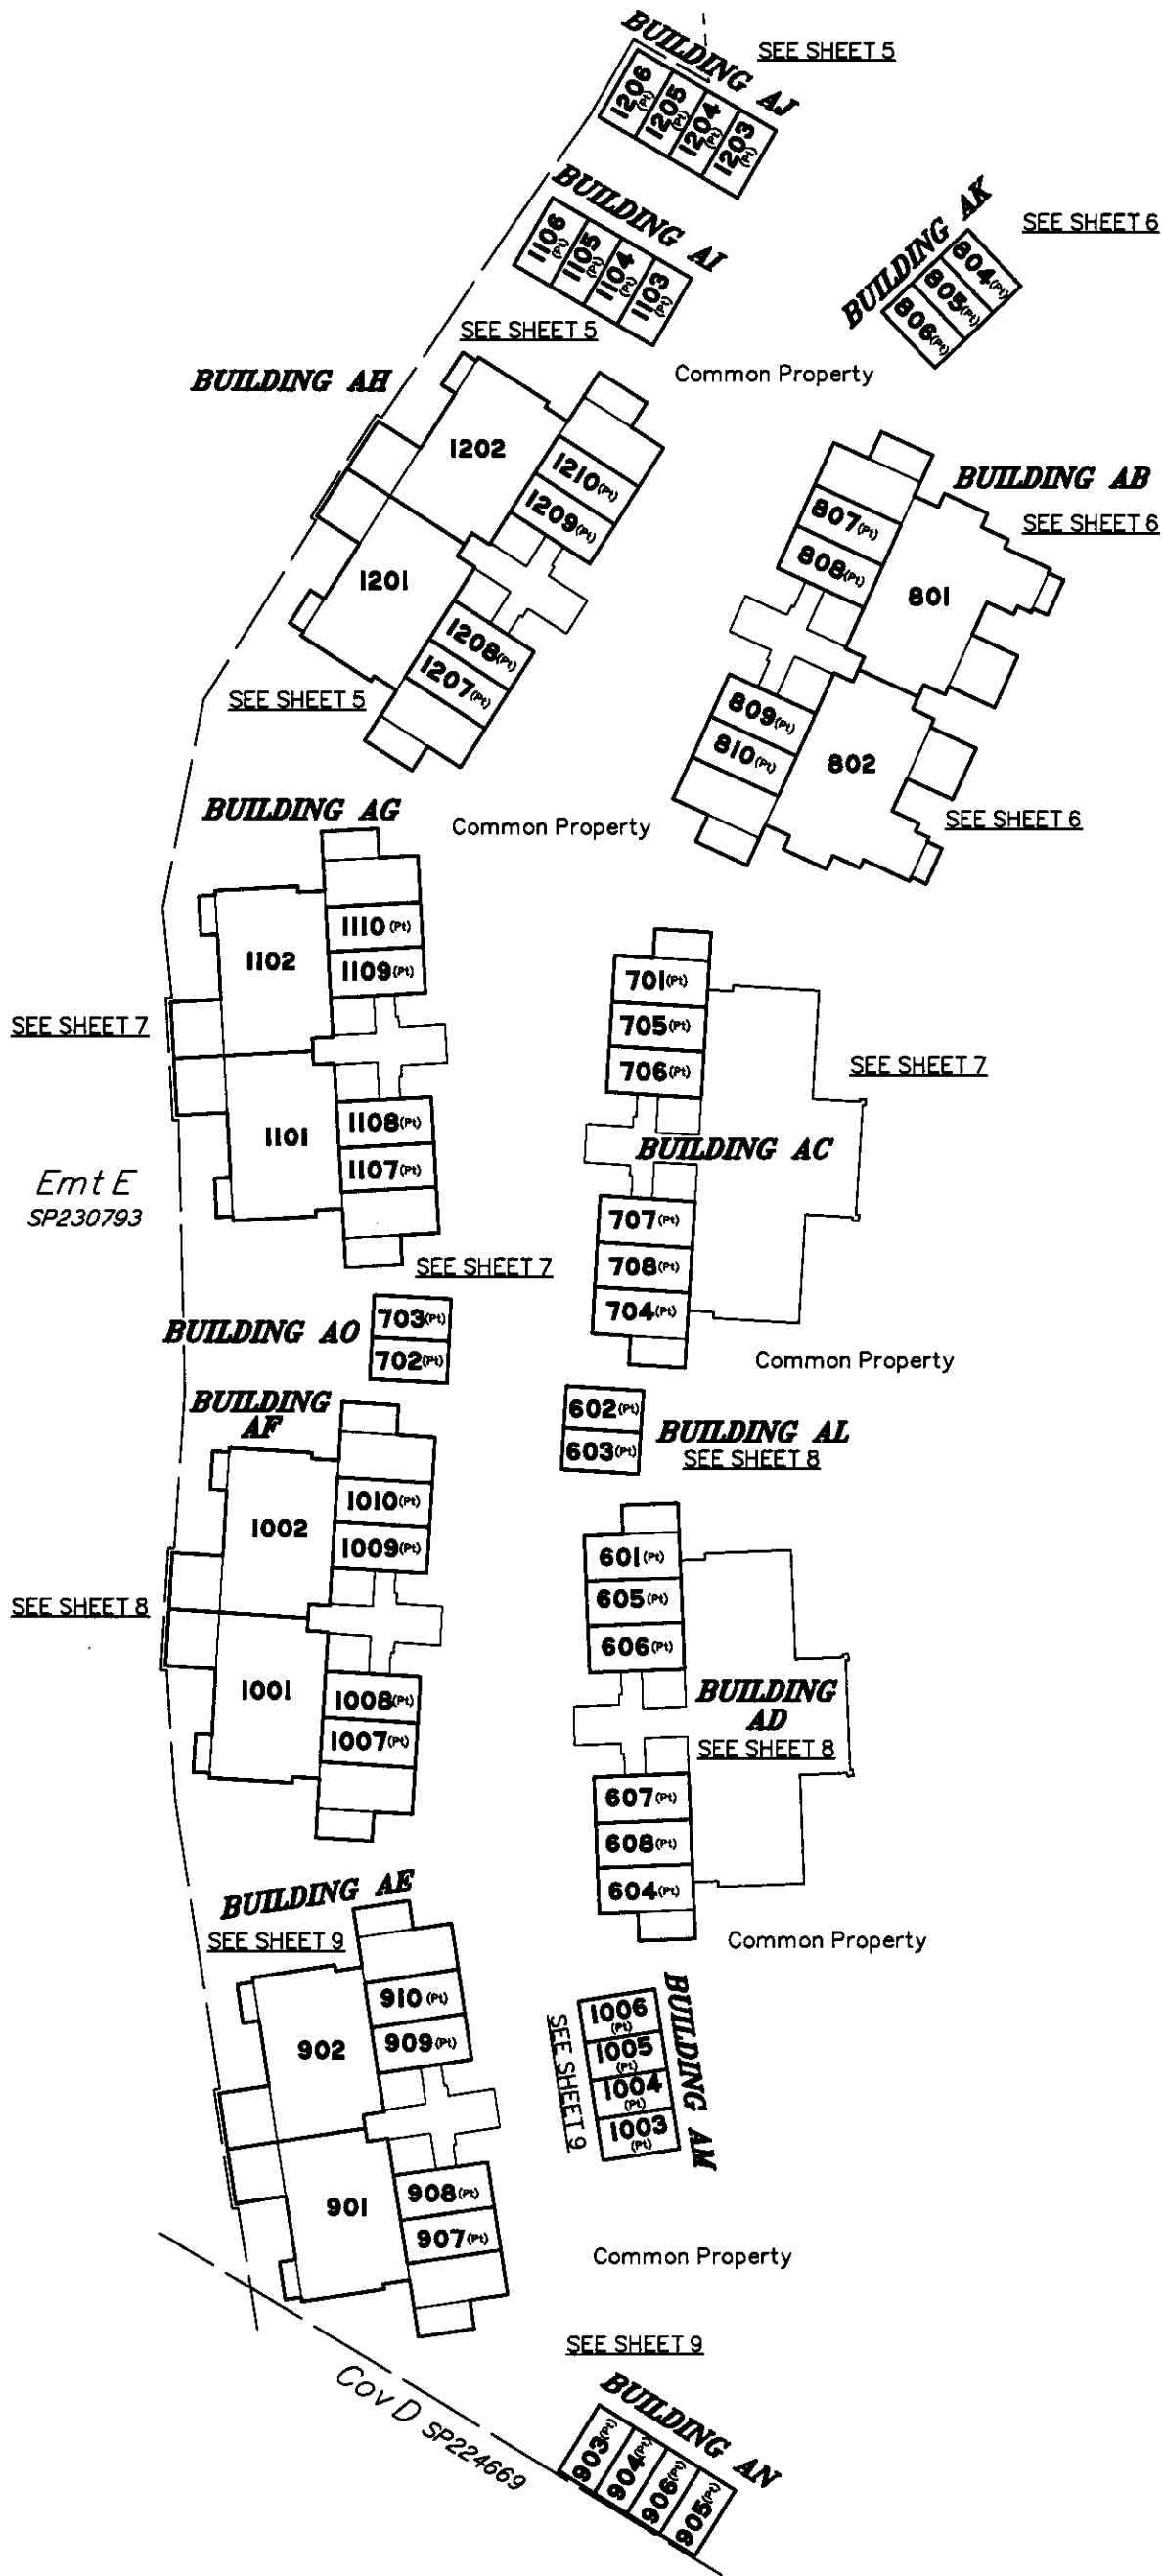 BUILDING AJ
SEE SHEET 5
1206 (Pt)
1205 (Pt)
1204 (Pt)
1203 (Pt)
BUILDING AI
1106 (Pt)
1105 (Pt)
1104 (Pt)
1103 (Pt)
SEE SHEET 5
BUILDING AK
SEE SHEET 6
804(Pt)
805(Pt)
806(Pt)
Common Property
BUILDING AH
1202
1210(Pt)
1209(Pt)
1201
1208(Pt)
1207(Pt)
SEE SHEET 5
BUILDING AB
SEE SHEET 6
807(Pt)
808(Pt)
801
809(Pt)
810(Pt)
802
SEE SHEET 6
BUILDING AG
Common Property
1110 (Pt)
1102
1109(Pt)
SEE SHEET 7
1108(Pt)
1101
1107(Pt)
Emt E
SP230793
SEE SHEET 7
701(Pt)
705(Pt)
706(Pt)
SEE SHEET 7
BUILDING AC
707(Pt)
708(Pt)
704(Pt)
Common Property
BUILDING AO
703(Pt)
702(Pt)
BUILDING
AF
602(Pt)
603(Pt)
BUILDING AL
SEE SHEET 8
1010(Pt)
1002
1009(Pt)
SEE SHEET 8
1001
1008(Pt)
1007(Pt)
601(Pt)
605(Pt)
606(Pt)
BUILDING
AD
SEE SHEET 8
607(Pt)
608(Pt)
604(Pt)
Common Property
BUILDING AE
SEE SHEET 9
910 (Pt)
902
909(Pt)
908(Pt)
901
907(Pt)
SEE SHEET 9
1006 (Pt)
1005 (Pt)
1004 (Pt)
1003 (Pt)
BUILDING AM
Common Property
SEE SHEET 9
Cov D SP224669
BUILDING AN
903(Pt)
904(Pt)
906(Pt)
905(Pt)